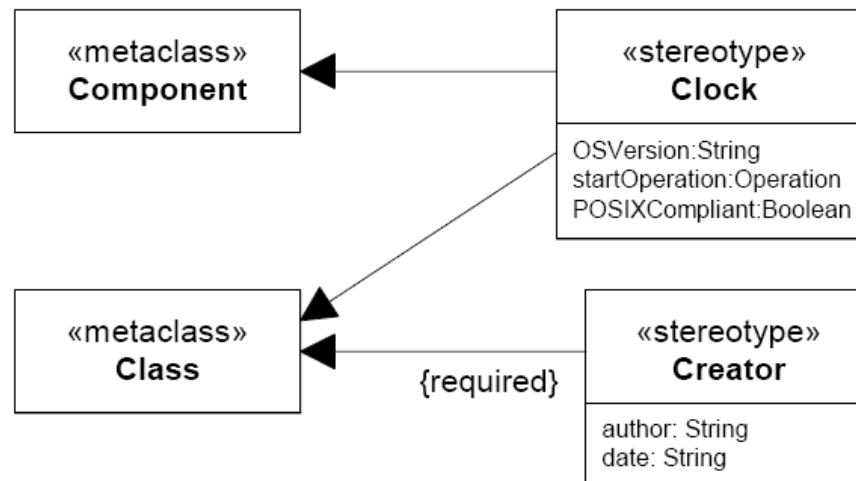 «metaclass»
Component
«stereotype»
Clock
OSVersion:String
startOperation:Operation
POSIXCompliant:Boolean
«metaclass»
Class
{required}
«stereotype»
Creator
author: String
date: String